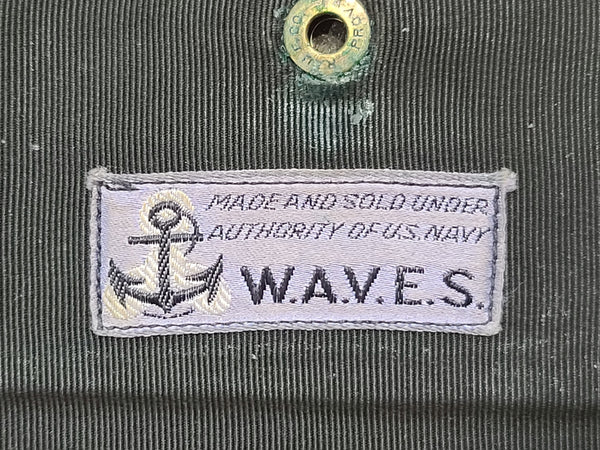 MADE AND SOLD UNDER
AUTHORITY OF U.S. NAVY
W.A.V.E.S.